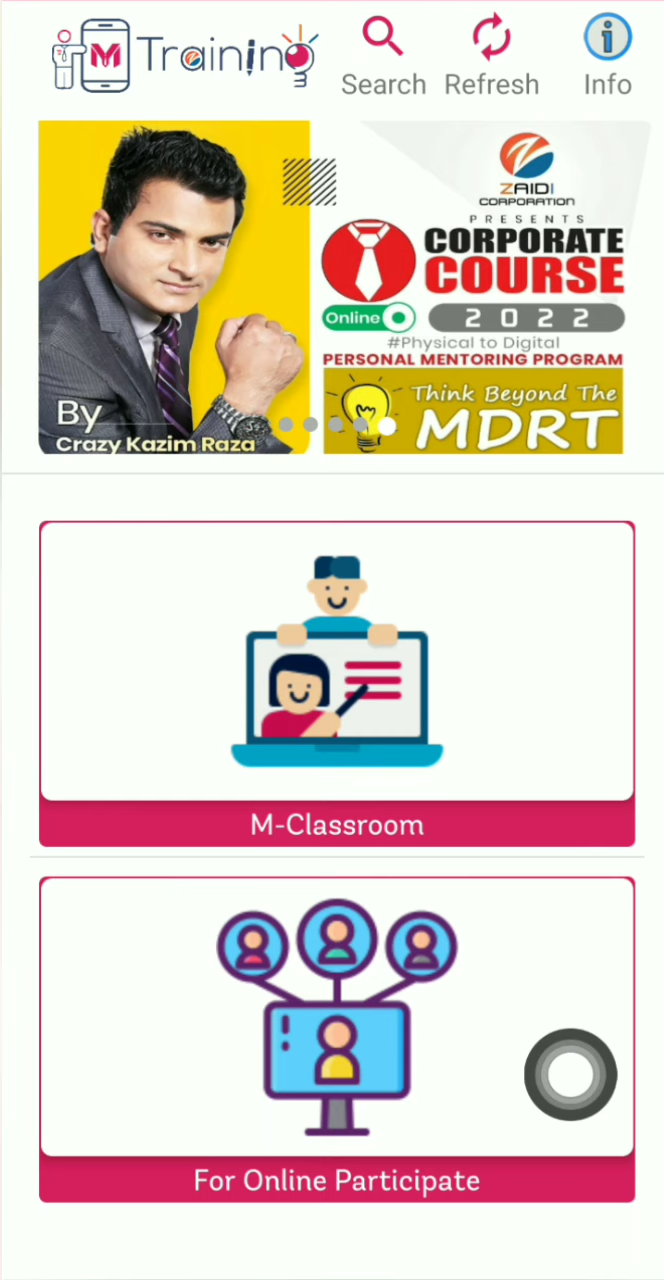 M Training
Search Refresh Info
ZAIDI
CORPORATION
PRESENTS
CORPORATE
COURSE
Online
2022
#Physical to Digital
PERSONAL MENTORING PROGRAM
Think Beyond The
MDRT
By
Crazy Kazim Raza
M-Classroom
For Online Participate